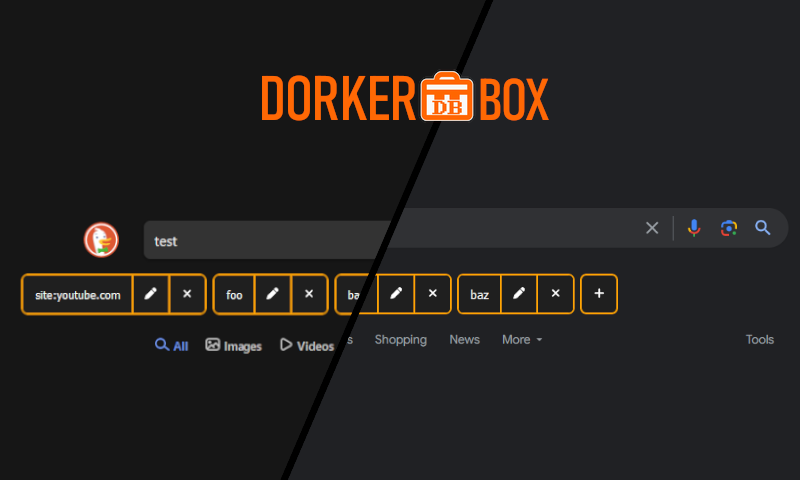 DORKER DB BOX
test
site:youtube.com foo ba baz +
All Images Videos s Shopping News More Tools